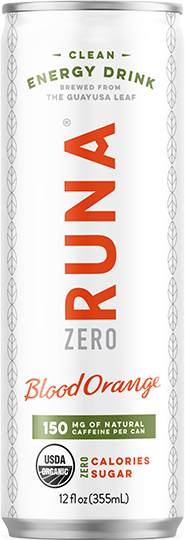 CLEAN
ENERGY DRINK
BREWED FROM
THE GUAYUSA LEAF
RUNA®
ZERO
Blood Orange
150 MG OF NATURAL
CAFFEINE PER CAN
USDA
ORGANIC
ZERO CALORIES
SUGAR
12 fl oz (355mL)